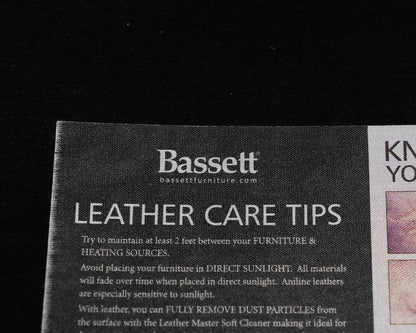 Bassett
bassettfurniture.com
LEATHER CARE TIPS
Try to maintain at least 2 feet between your FURNITURE &
HEATING SOURCES.
Avoid placing your furniture in DIRECT SUNLIGHT. All materials
will fade over time when placed in direct sunlight. Aniline leathers
are especially sensitive to sunlight.
With leather, you can FULLY REMOVE DUST PARTICLES from
the surface with the Leather Master Soft Cleaner making it ideal for
KN
YO